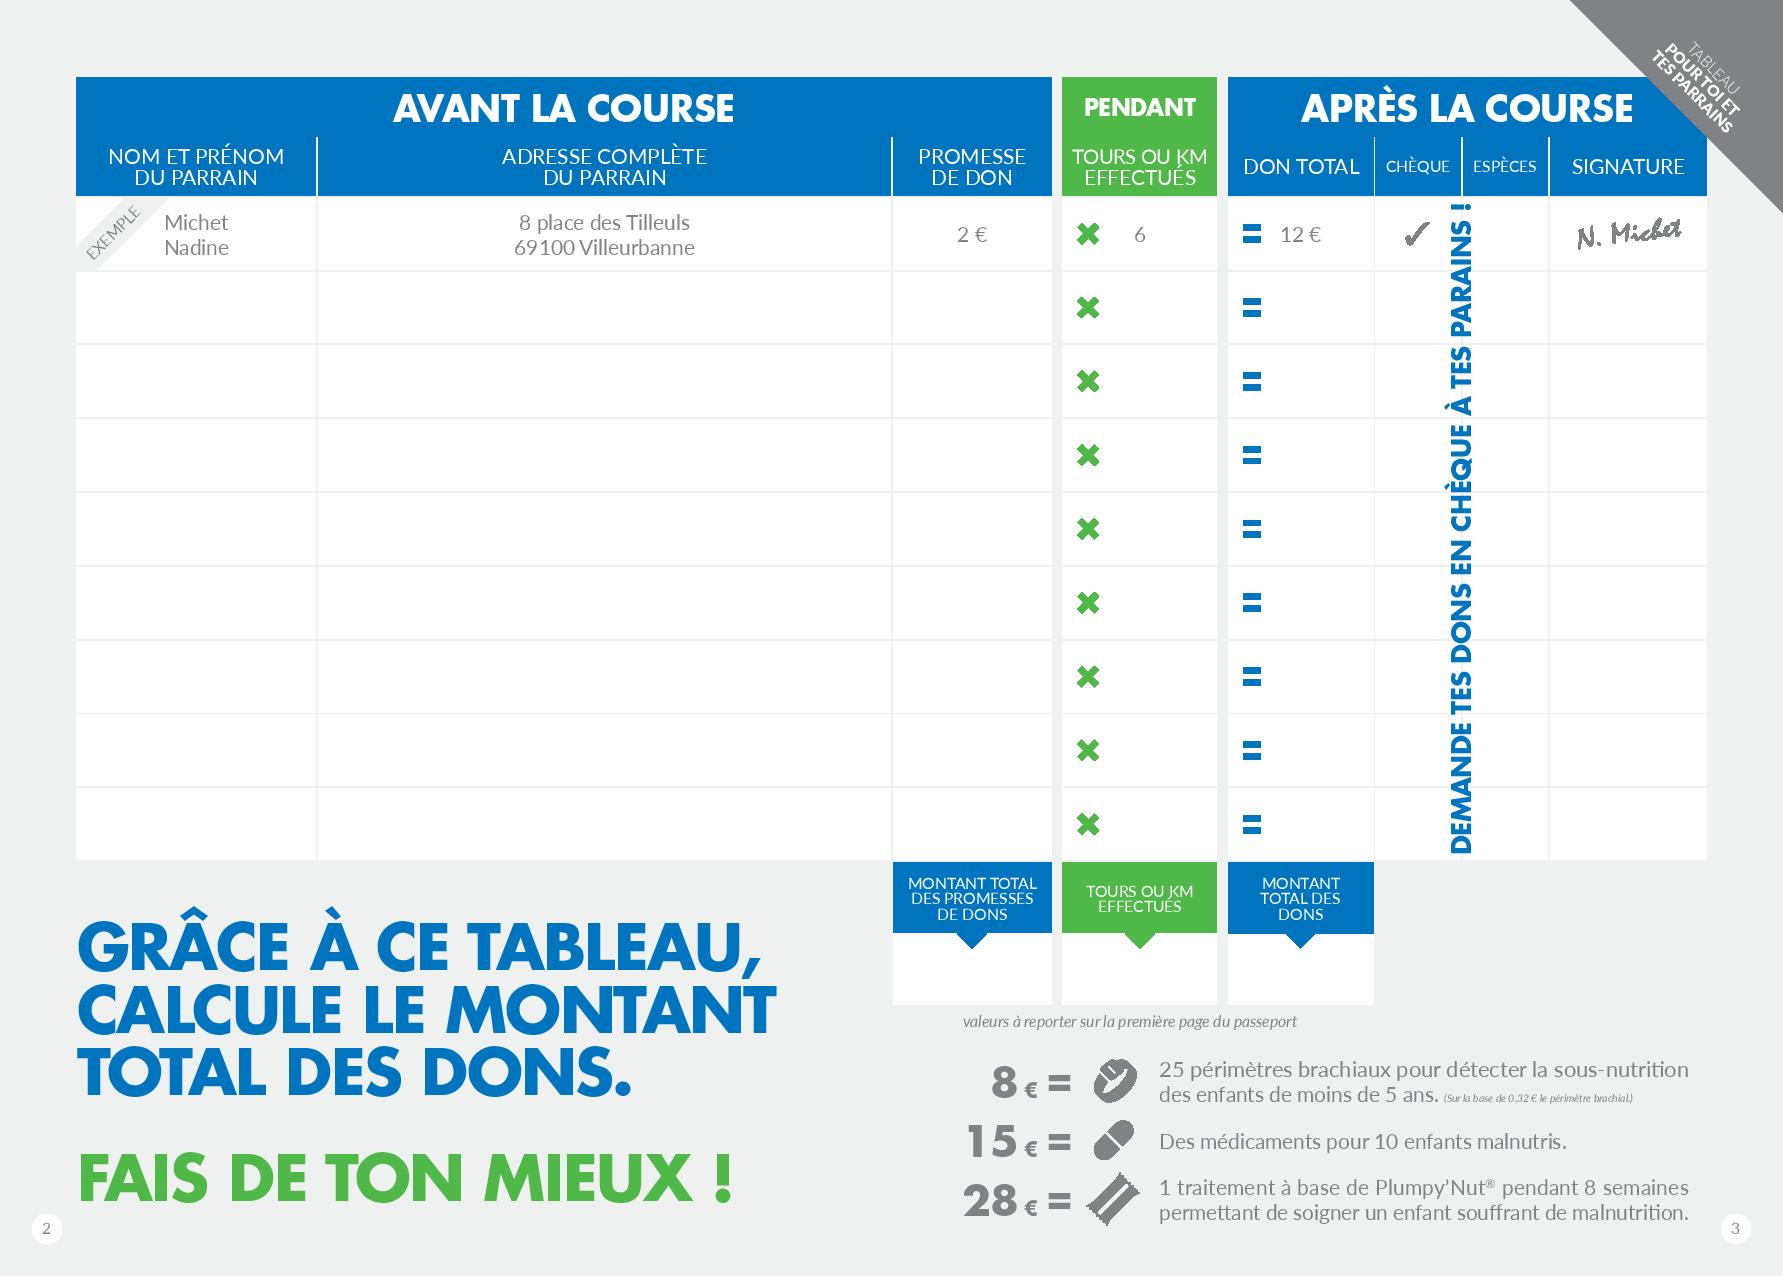 TABLEAU
POUR TOI ET
TES PARRAINS
AVANT LA COURSE
PENDANT
APRÈS LA COURSE
NOM ET PRÉNOM
DU PARRAIN
ADRESSE COMPLÈTE
DU PARRAIN
PROMESSE
DE DON
TOURS OU KM
EFFECTUÉS
DON TOTAL
CHÈQUE
ESPÈCES
SIGNATURE
EXEMPLE
Michet
Nadine
8 place des Tilleuls
69100 Villeurbanne
2 €
6
= 12 €
N. Michet
=
=
=
=
=
=
=
=
DEMANDE TES DONS EN CHÈQUE À TES PARAINS !
MONTANT TOTAL
DES PROMESSES
DE DONS
TOURS OU KM
EFFECTUÉS
MONTANT
TOTAL DES
DONS
valeurs à reporter sur la première page du passeport
GRÂCE À CE TABLEAU,
CALCULE LE MONTANT
TOTAL DES DONS.
FAIS DE TON MIEUX !
8 € =
25 périmètres brachiaux pour détecter la sous-nutrition
des enfants de moins de 5 ans. (Sur la base de 0,32 € le périmètre brachial.)
15 € =
Des médicaments pour 10 enfants malnutris.
28 € =
1 traitement à base de Plumpy'Nut® pendant 8 semaines
permettant de soigner un enfant souffrant de malnutrition.
2
3